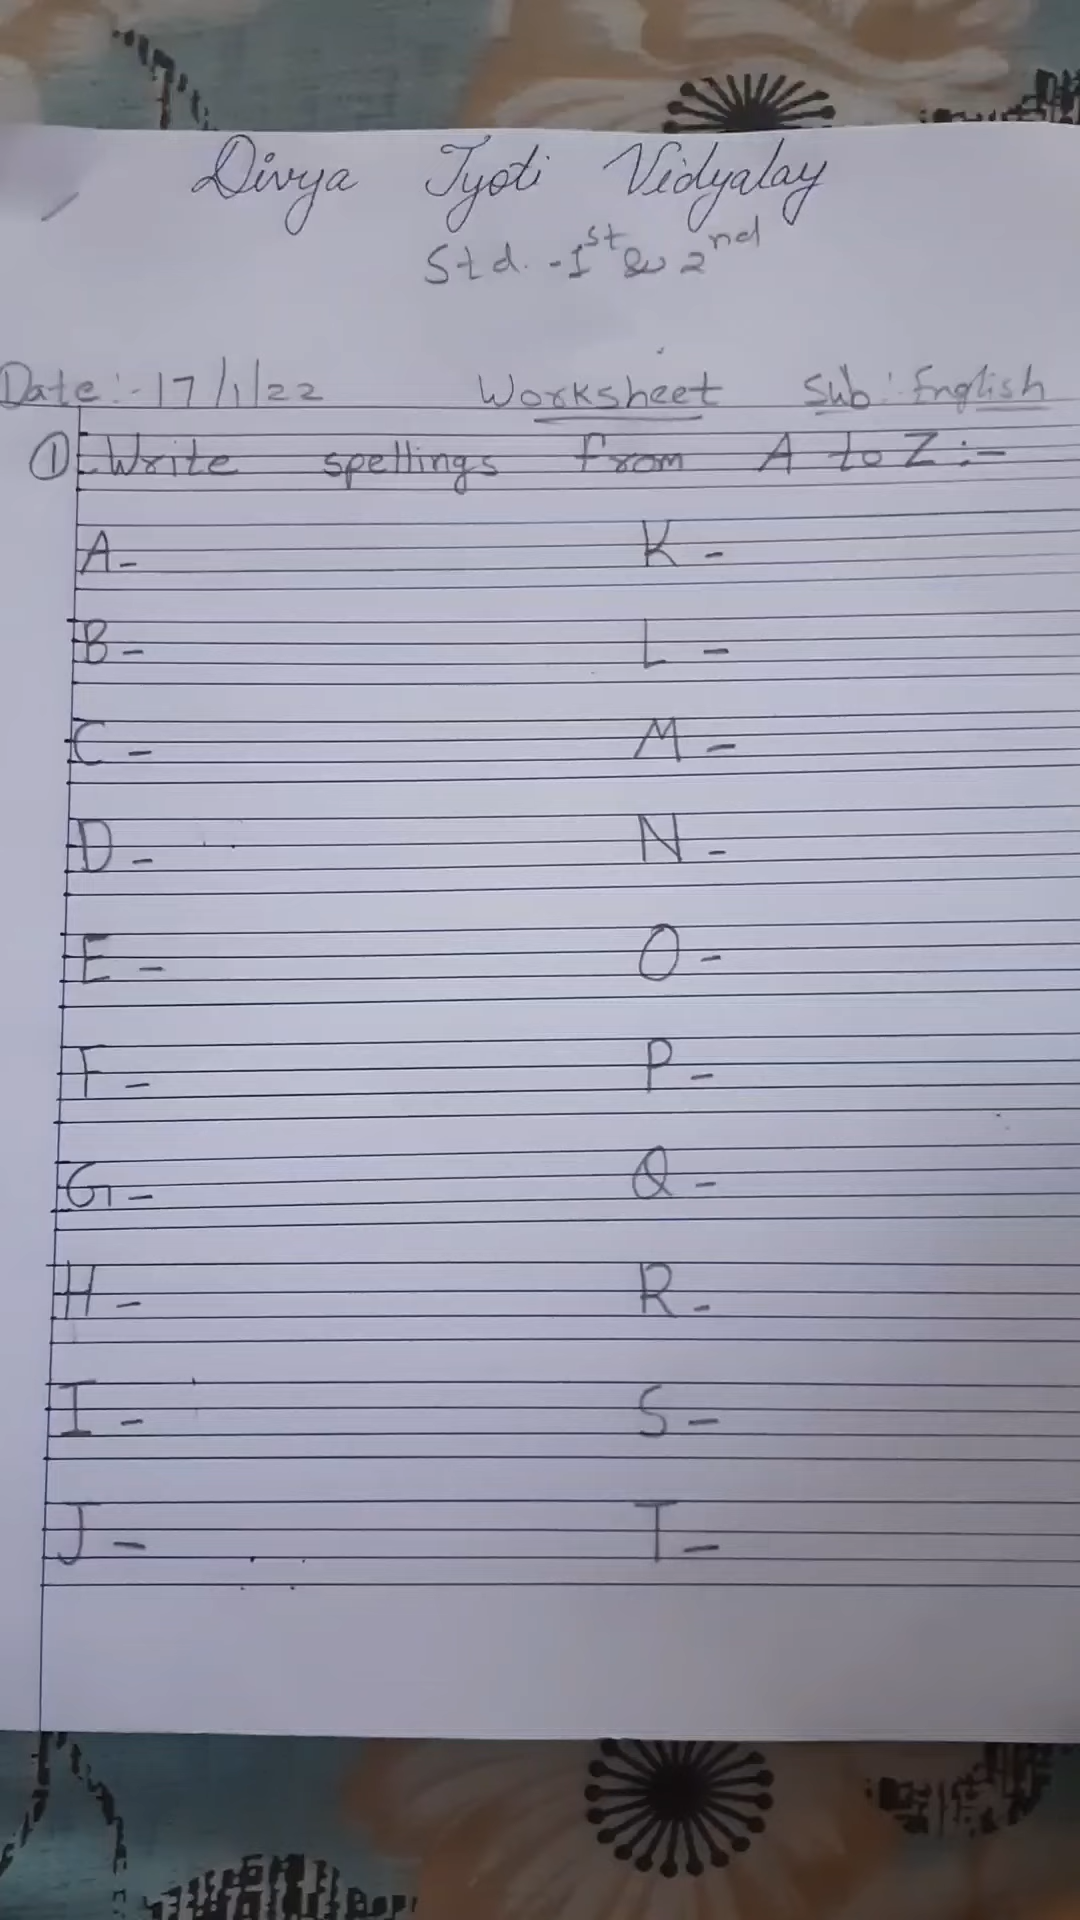 Divya Jyoti Vidyalay
Std. - 1st & 2nd
Date :- 17/1/22 Worksheet Sub : English
① Write spellings from A to Z :-
A - K -
B - L -
C - M -
D - N -
E - O -
F - P -
G - Q -
H - R -
I - S -
J - T -